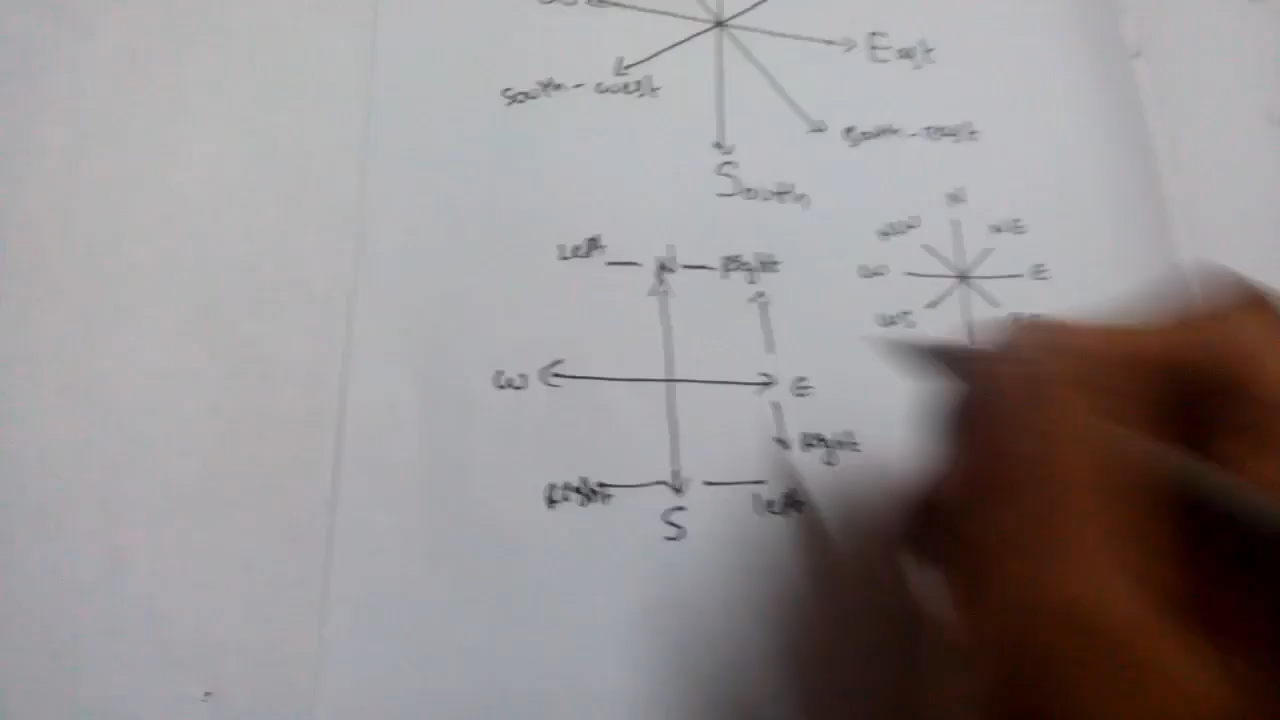 East
South-west
South-east
South
N
NW NE
W E
WS
Left N Right
W E
Right
Right Left
S